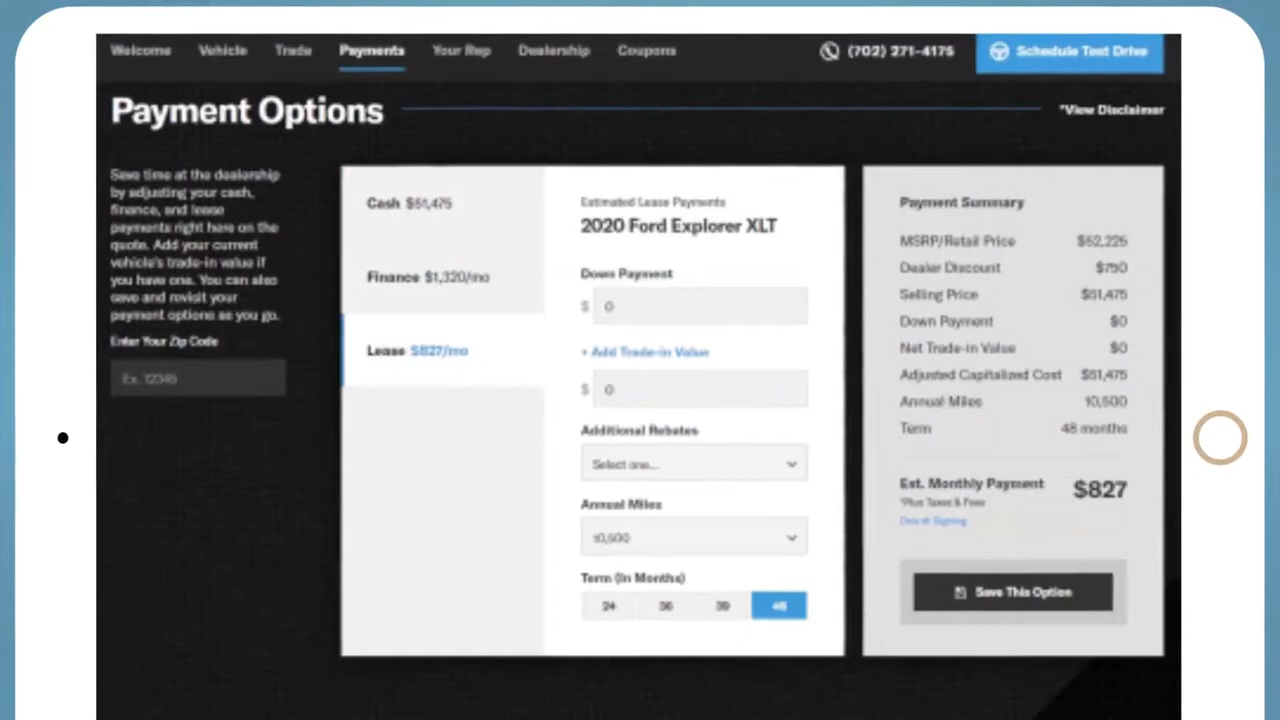 Welcome Vehicle Trade Payments Your Rep Dealership Coupons (702) 271-4175 Schedule Test Drive
Payment Options
*View Disclaimer
Save time at the dealership
by adjusting your cash,
finance, and lease
payments right here on the
quote. Add your current
vehicle's trade-in value if
you have one. You can also
save and revisit your
payment options as you go.
Enter Your Zip Code
Ex. 12345
Cash $51,475
Finance $1,320/mo
Lease $827/mo
Estimated Lease Payments
2020 Ford Explorer XLT
Down Payment
$ 0
+ Add Trade-in Value
$ 0
Additional Rebates
Select one...
Annual Miles
10,500
Term (In Months)
24 36 39 48
Payment Summary
MSRP/Retail Price $52,225
Dealer Discount $750
Selling Price $51,475
Down Payment $0
Net Trade-in Value $0
Adjusted Capitalized Cost $51,475
Annual Miles 10,500
Term 48 months
Est. Monthly Payment $827
*Plus Taxes & Fees
Due at Signing
Save This Option